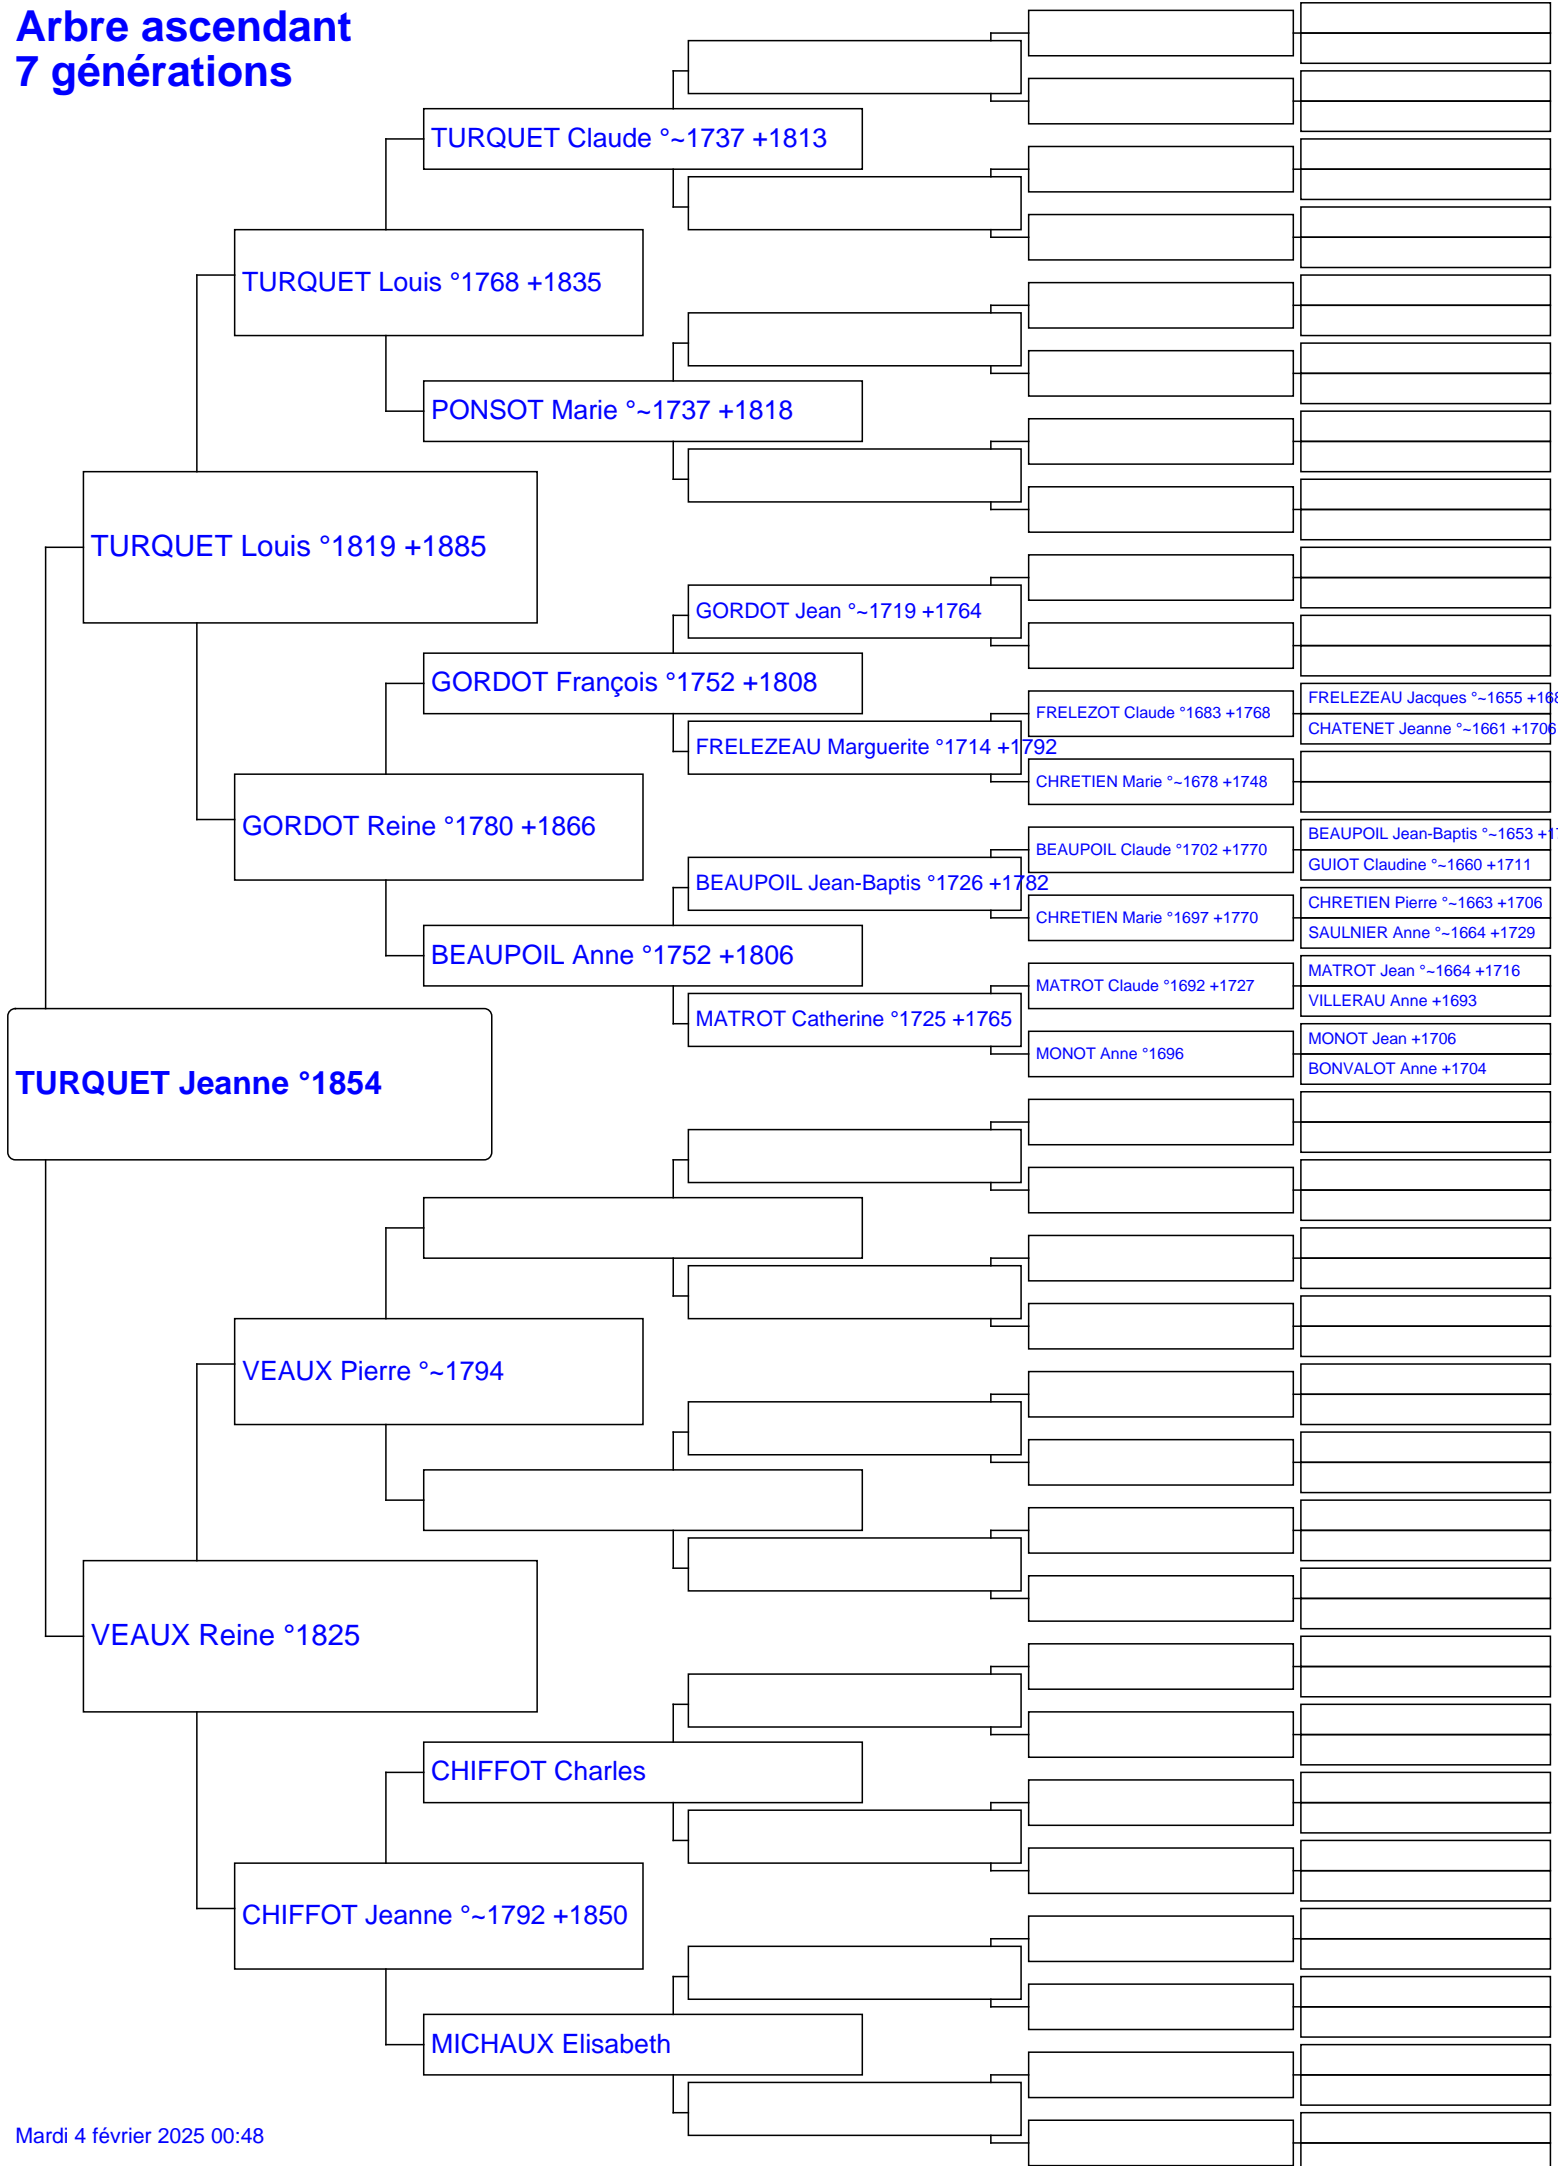 Arbre ascendant
7 générations
TURQUET Claude °~1737 +1813
TURQUET Louis °1768 +1835
PONSOT Marie °~1737 +1818
TURQUET Louis °1819 +1885
GORDOT Jean °~1719 +1764
GORDOT François °1752 +1808
FRELEZOT Claude °1683 +1768
FRELEZEAU Jacques °~1655 +168
CHATENET Jeanne °~1661 +1706
FRELEZEAU Marguerite °1714 +1792
CHRETIEN Marie °~1678 +1748
GORDOT Reine °1780 +1866
BEAUPOIL Claude °1702 +1770
BEAUPOIL Jean-Baptis °~1653 +17
GUIOT Claudine °~1660 +1711
BEAUPOIL Jean-Baptis °1726 +1782
CHRETIEN Marie °1697 +1770
CHRETIEN Pierre °~1663 +1706
SAULNIER Anne °~1664 +1729
BEAUPOIL Anne °1752 +1806
MATROT Claude °1692 +1727
MATROT Jean °~1664 +1716
VILLERAU Anne +1693
MATROT Catherine °1725 +1765
MONOT Anne °1696
MONOT Jean +1706
BONVALOT Anne +1704
TURQUET Jeanne °1854
VEAUX Pierre °~1794
VEAUX Reine °1825
CHIFFOT Charles
CHIFFOT Jeanne °~1792 +1850
MICHAUX Elisabeth
Mardi 4 février 2025 00:48